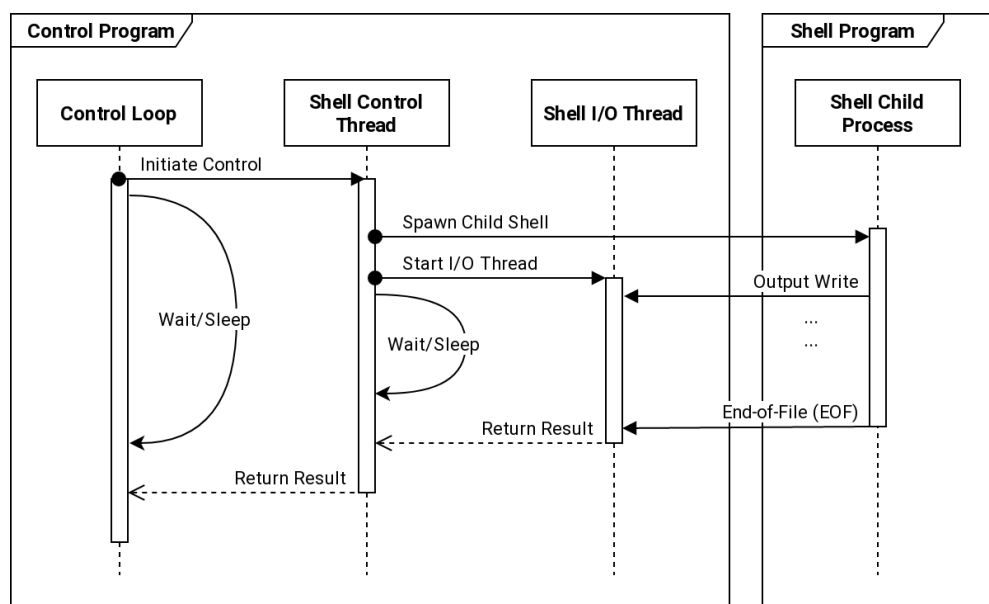 Control Program
Shell Program
Control Loop
Shell Control
Thread
Shell I/O Thread
Shell Child
Process
Initiate Control
Spawn Child Shell
Start I/O Thread
Output Write
Wait/Sleep
...
Wait/Sleep
...
End-of-File (EOF)
Return Result
Return Result